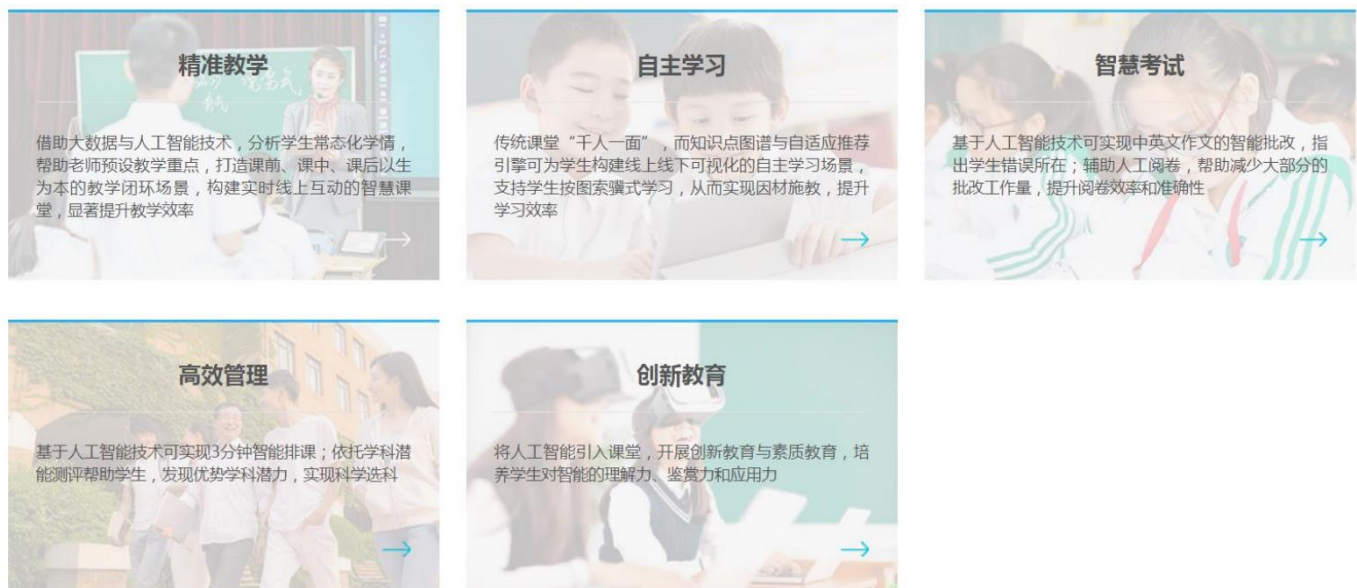 精准教学
借助大数据与人工智能技术，分析学生常态化学情，
帮助老师预设教学重点，打造课前、课中、课后以生
为本的教学闭环场景，构建实时线上互动的智慧课
堂，显著提升教学效率
自主学习
传统课堂“千人一面”，而知识点图谱与自适应推荐
引擎可为学生构建线上线下可视化的自主学习场景，
支持学生按图索骥式学习，从而实现因材施教，提升
学习效率
智慧考试
基于人工智能技术可实现中英文作文的智能批改，指
出学生错误所在；辅助人工阅卷，帮助减少大部分的
批改工作量，提升阅卷效率和准确性
高效管理
基于人工智能技术可实现3分钟智能排课；依托学科潜
能测评帮助学生，发现优势学科潜力，实现科学选科
创新教育
将人工智能引入课堂，开展创新教育与素质教育，培
养学生对智能的理解力、鉴赏力和应用力